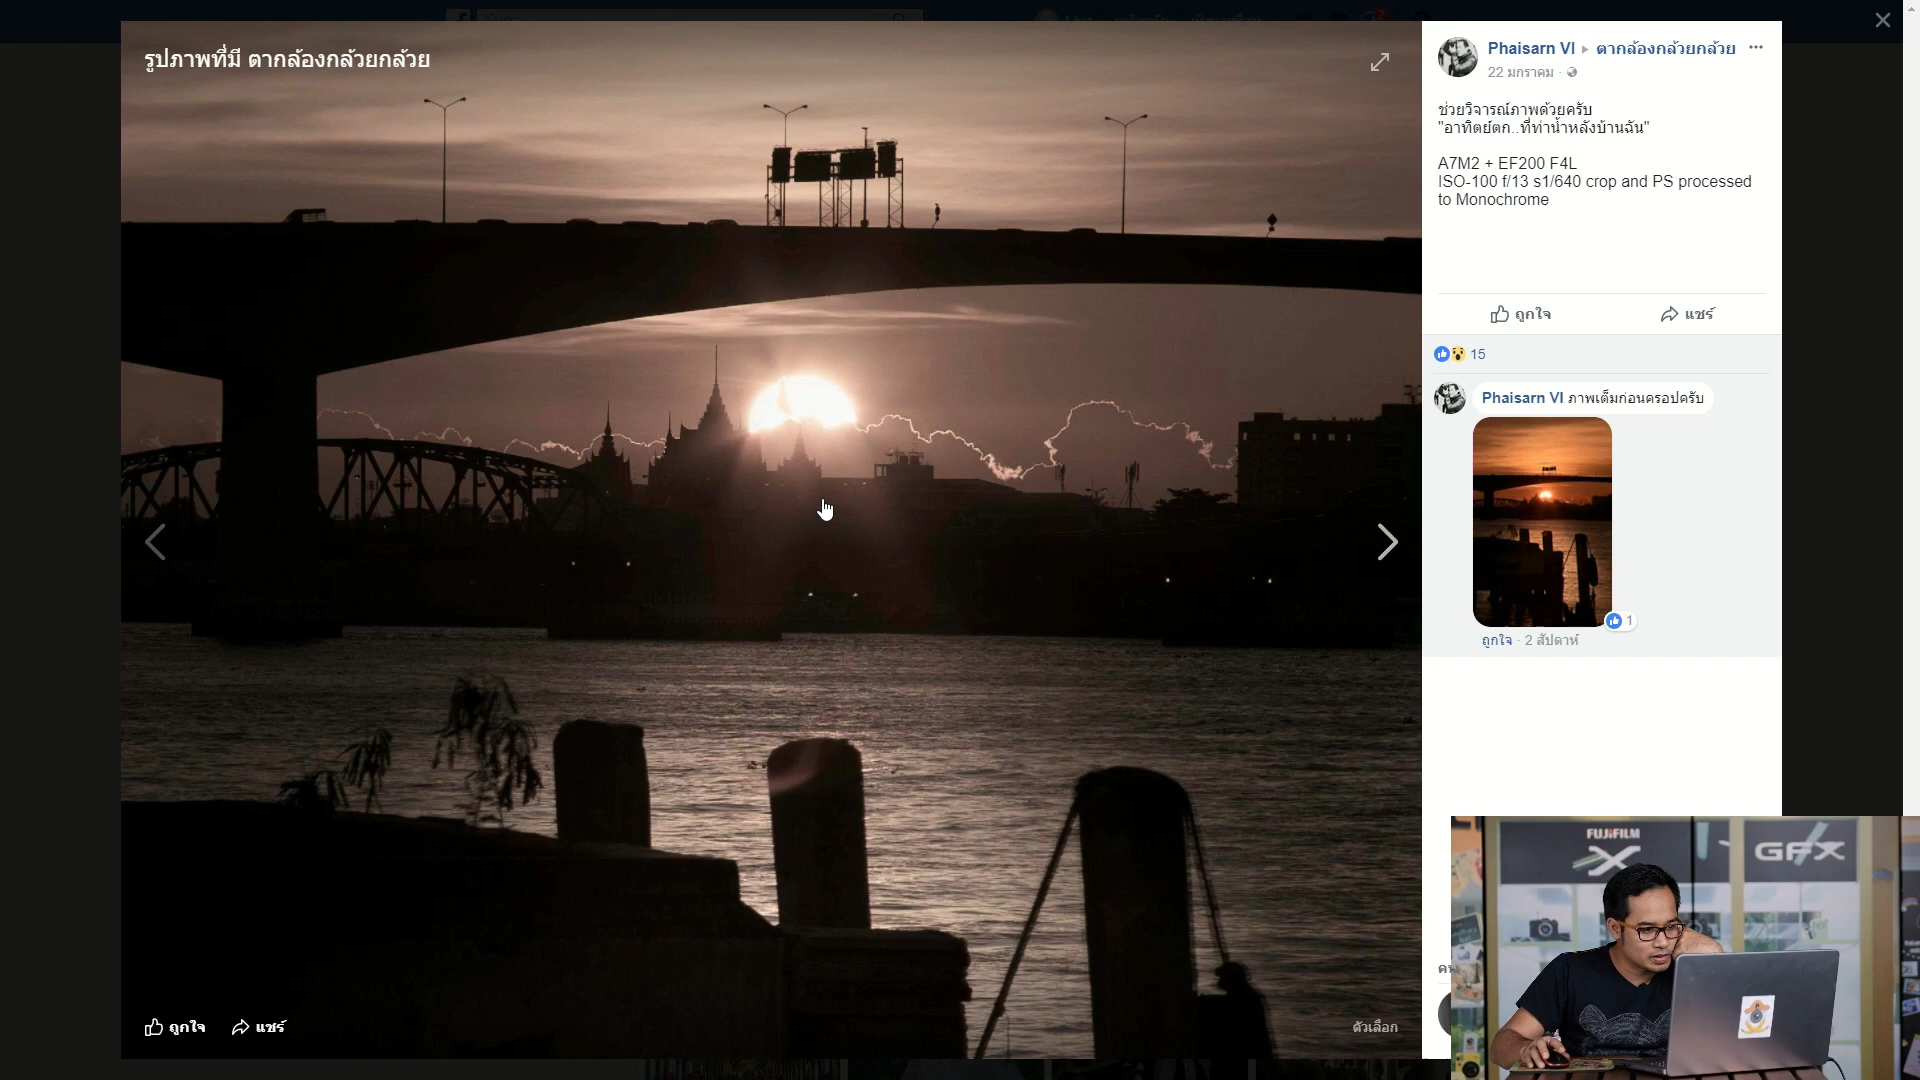 รูปภาพที่มี ตากล้องกล้วยกล้วย
Phaisarn VI ▸ ตากล้องกล้วยกล้วย
22 มกราคม ·
ช่วยวิจารณ์ภาพด้วยครับ
"อาทิตย์ตก..ที่ท่าน้ำหลังบ้านฉัน"
A7M2 + EF200 F4L
ISO-100 f/13 s1/640 crop and PS processed
to Monochrome
ถูกใจ แชร์
15
Phaisarn VI ภาพเต็มก่อนครอปครับ
1
ถูกใจ · 2 สัปดาห์
ถูกใจ แชร์
ตัวเลือก
FUJIFILM
X
GFX